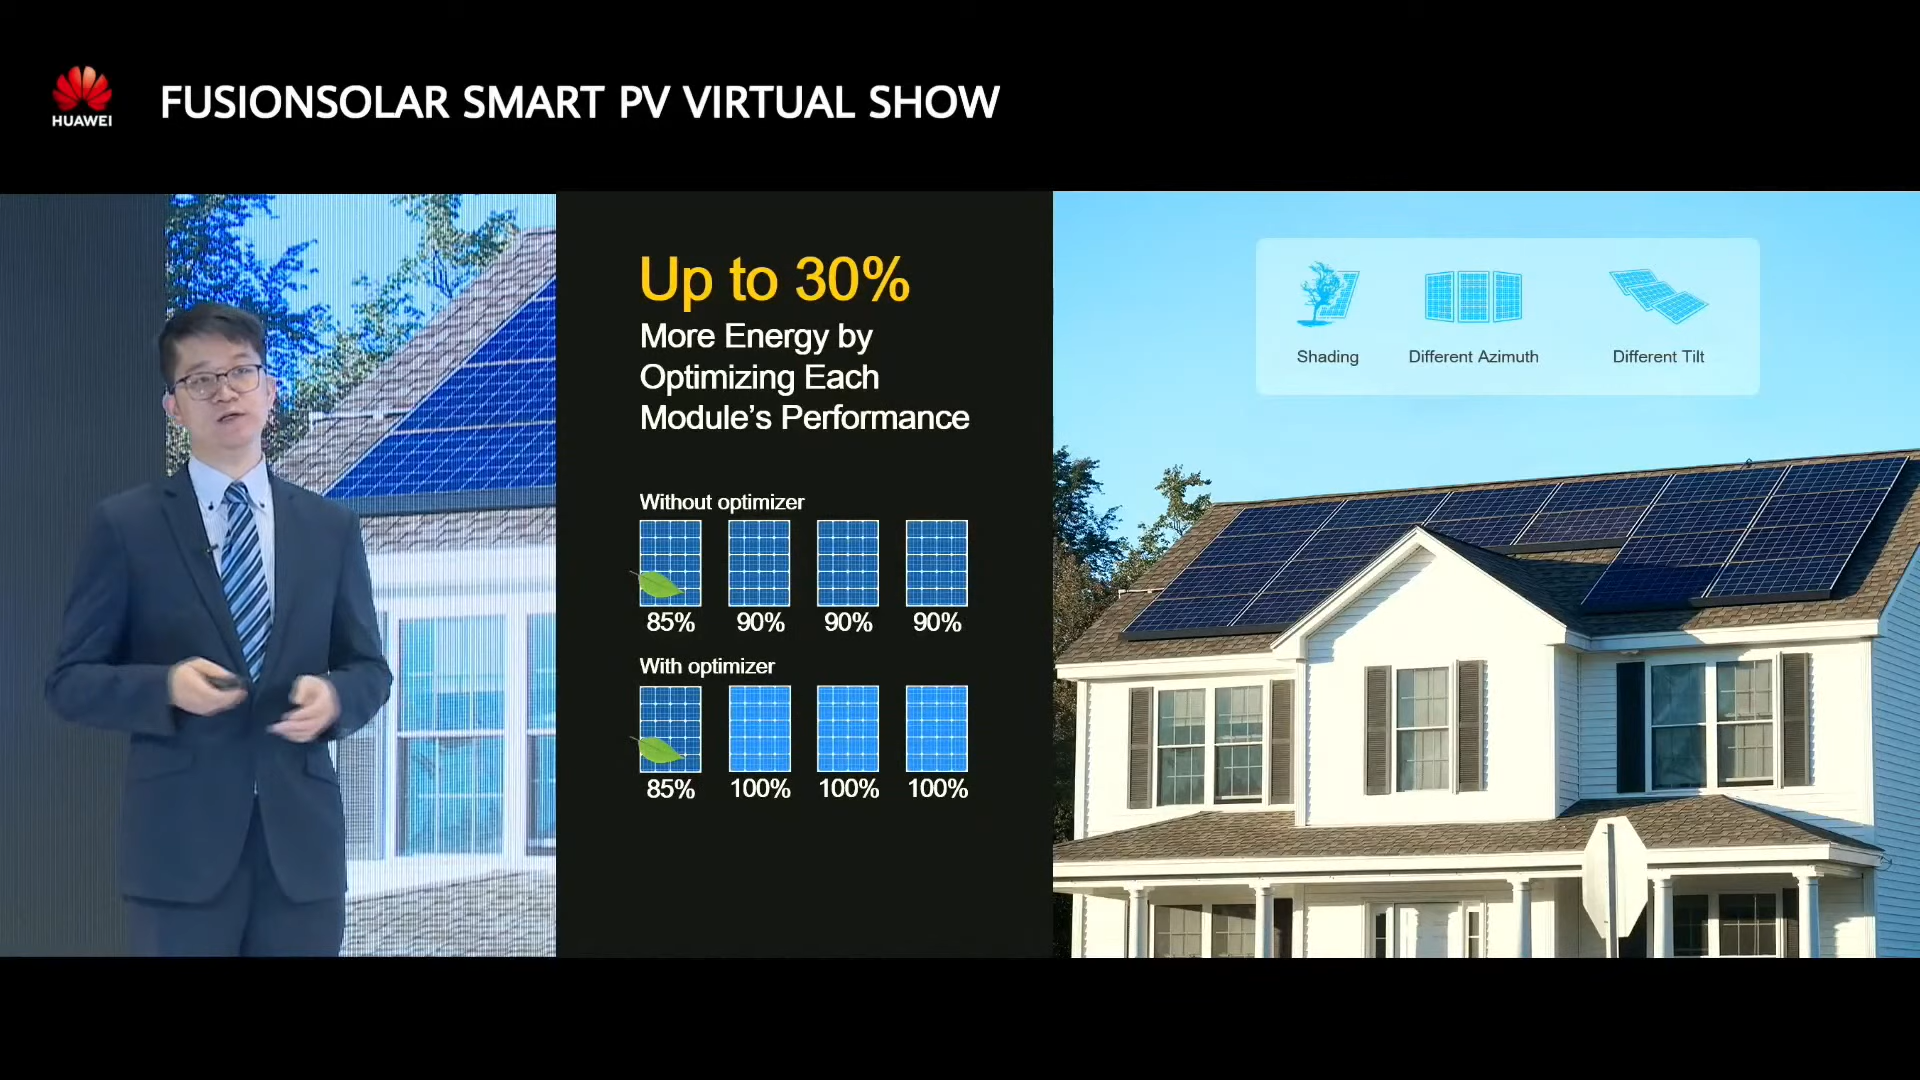 HUAWEI
FUSIONSOLAR SMART PV VIRTUAL SHOW
Up to 30%
More Energy by
Optimizing Each
Module’s Performance
Without optimizer
85% 90% 90% 90%
With optimizer
85% 100% 100% 100%
Shading Different Azimuth Different Tilt